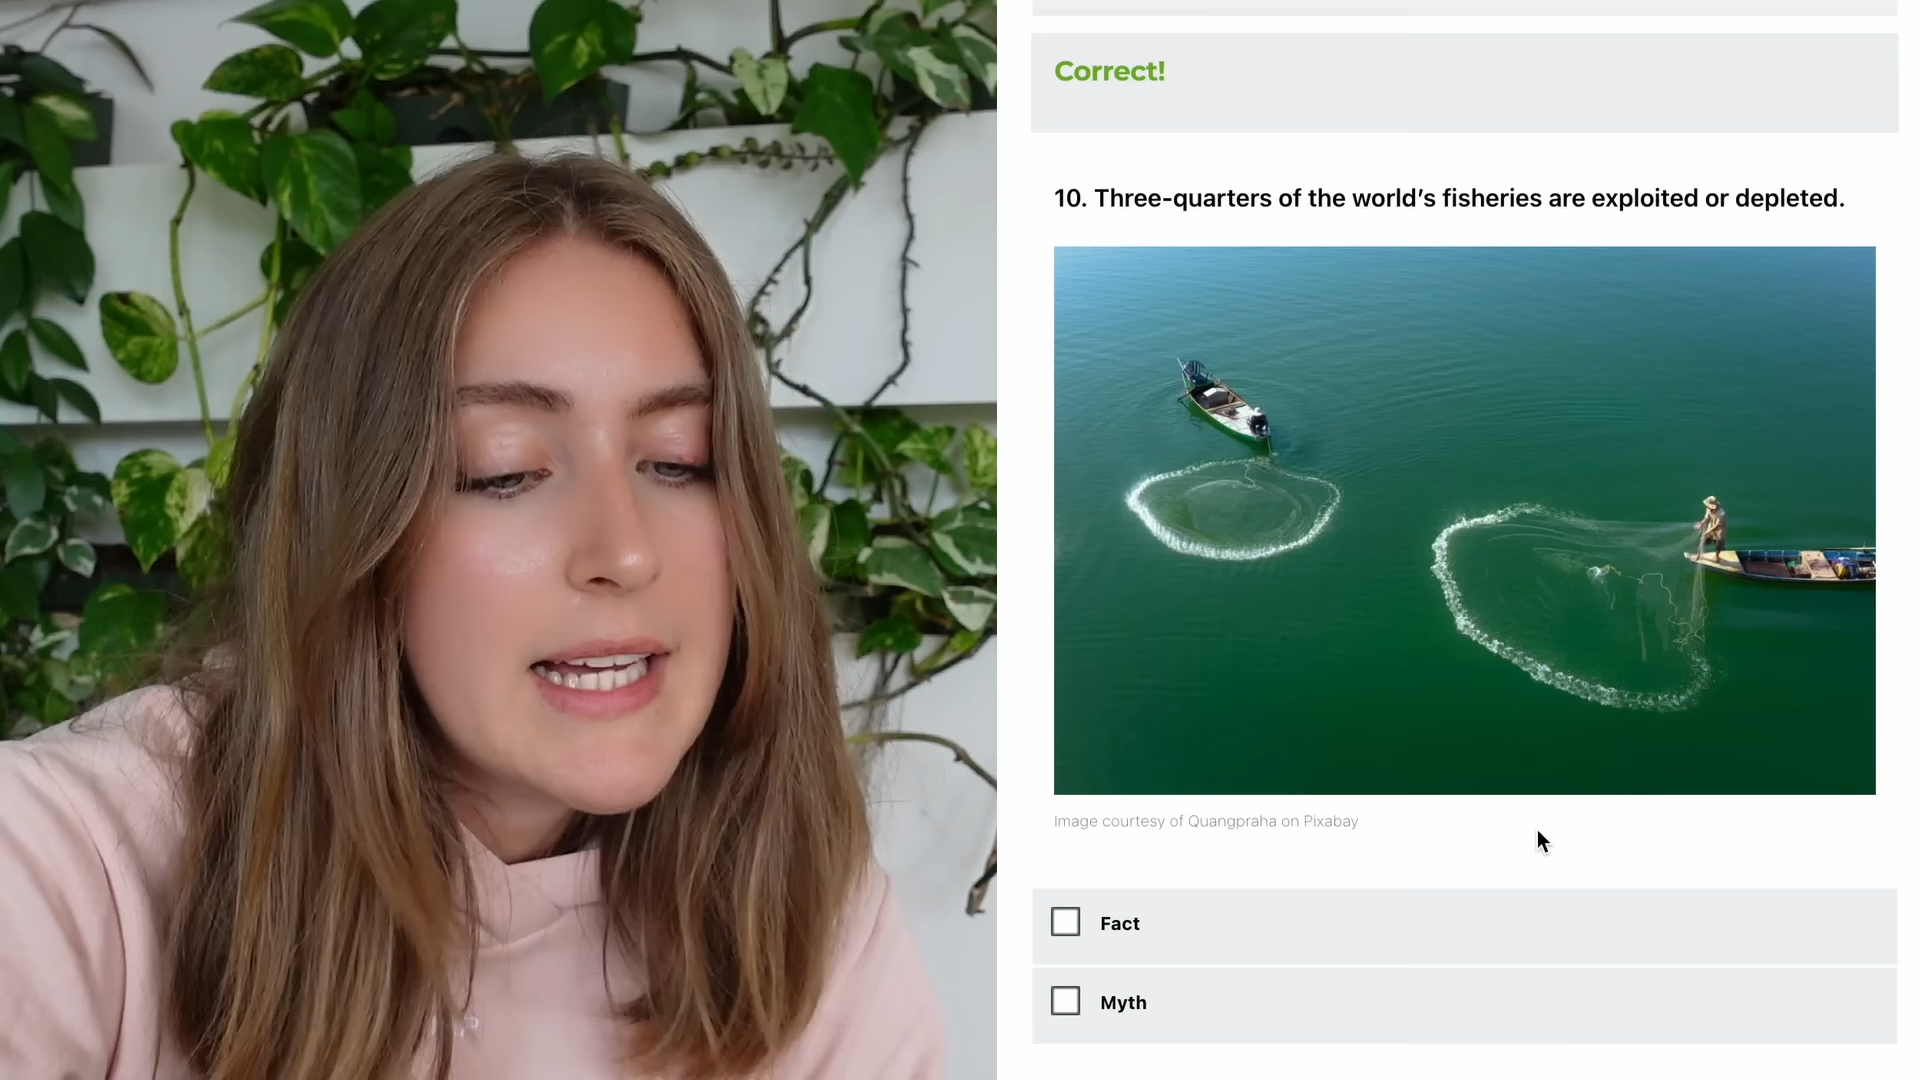 Correct!
10. Three-quarters of the world’s fisheries are exploited or depleted.
Image courtesy of Quangpraha on Pixabay
Fact
Myth